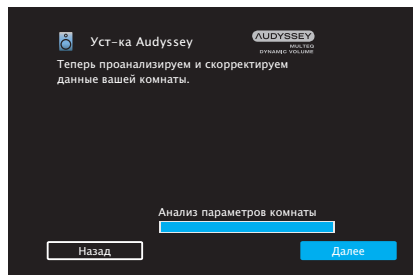 Уст-ка Audyssey
AUDYSSEY
MULTEQ
DYNAMIC VOLUME
Теперь проанализируем и скорректируем
данные вашей комнаты.
Анализ параметров комнаты
Назад
Далее